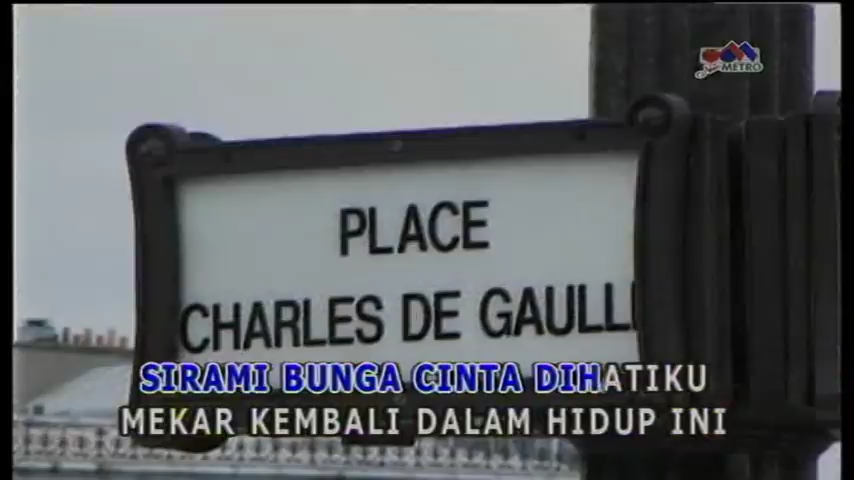 METRO
PLACE
CHARLES DE GAULL
SIRAMI BUNGA CINTA DIHATIKU
MEKAR KEMBALI DALAM HIDUP INI